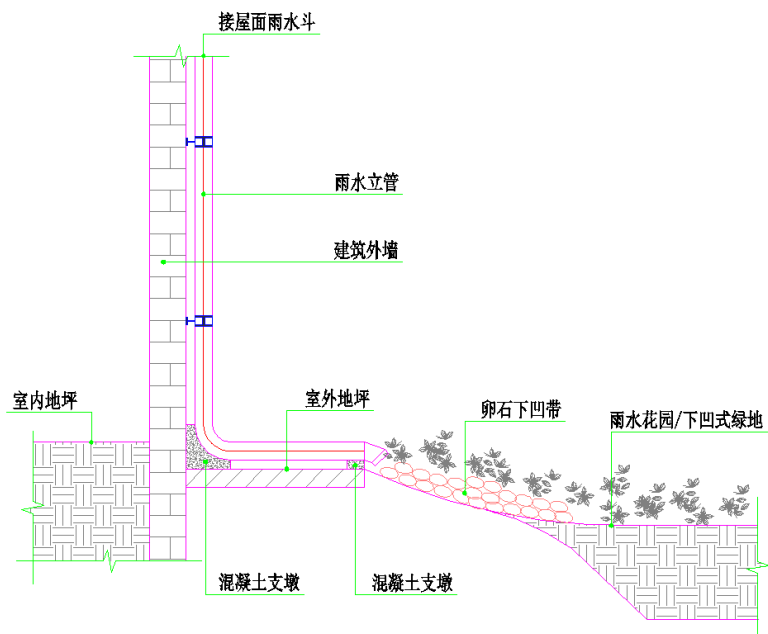 接屋面雨水斗
雨水立管
建筑外墙
室内地坪
室外地坪
卵石下凹带
雨水花园/下凹式绿地
混凝土支墩
混凝土支墩